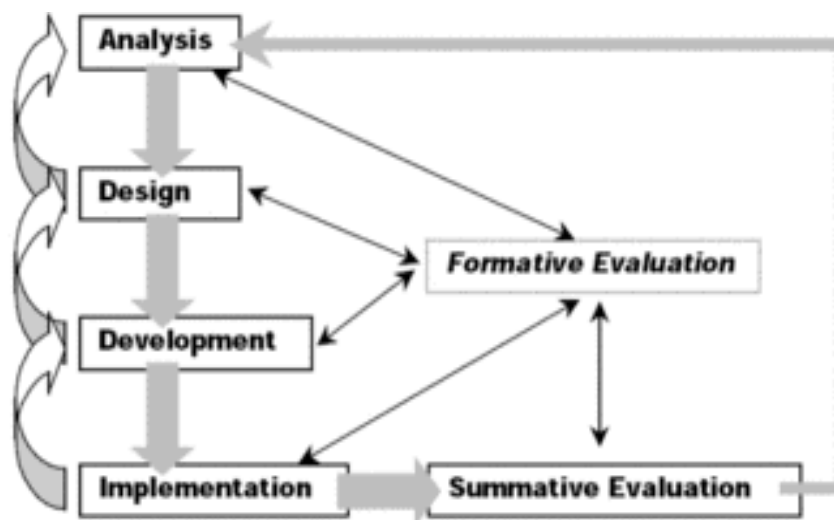 Analysis
Design
Formative Evaluation
Development
Implementation
Summative Evaluation